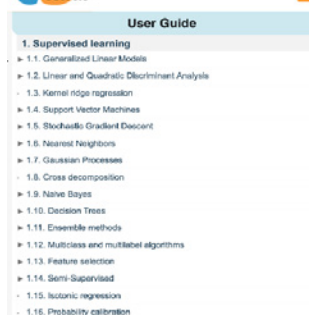 User Guide
1. Supervised learning
1.1. Generalized Linear Models
1.2. Linear and Quadratic Discriminant Analysis
1.3. Kernel ridge regression
1.4. Support Vector Machines
1.5. Stochastic Gradient Descent
1.6. Nearest Neighbors
1.7. Gaussian Processes
1.8. Cross decomposition
1.9. Naive Bayes
1.10. Decision Trees
1.11. Ensemble methods
1.12. Multiclass and multilabel algorithms
1.13. Feature selection
1.14. Semi-Supervised
1.15. Isotonic regression
1.16. Probability calibration